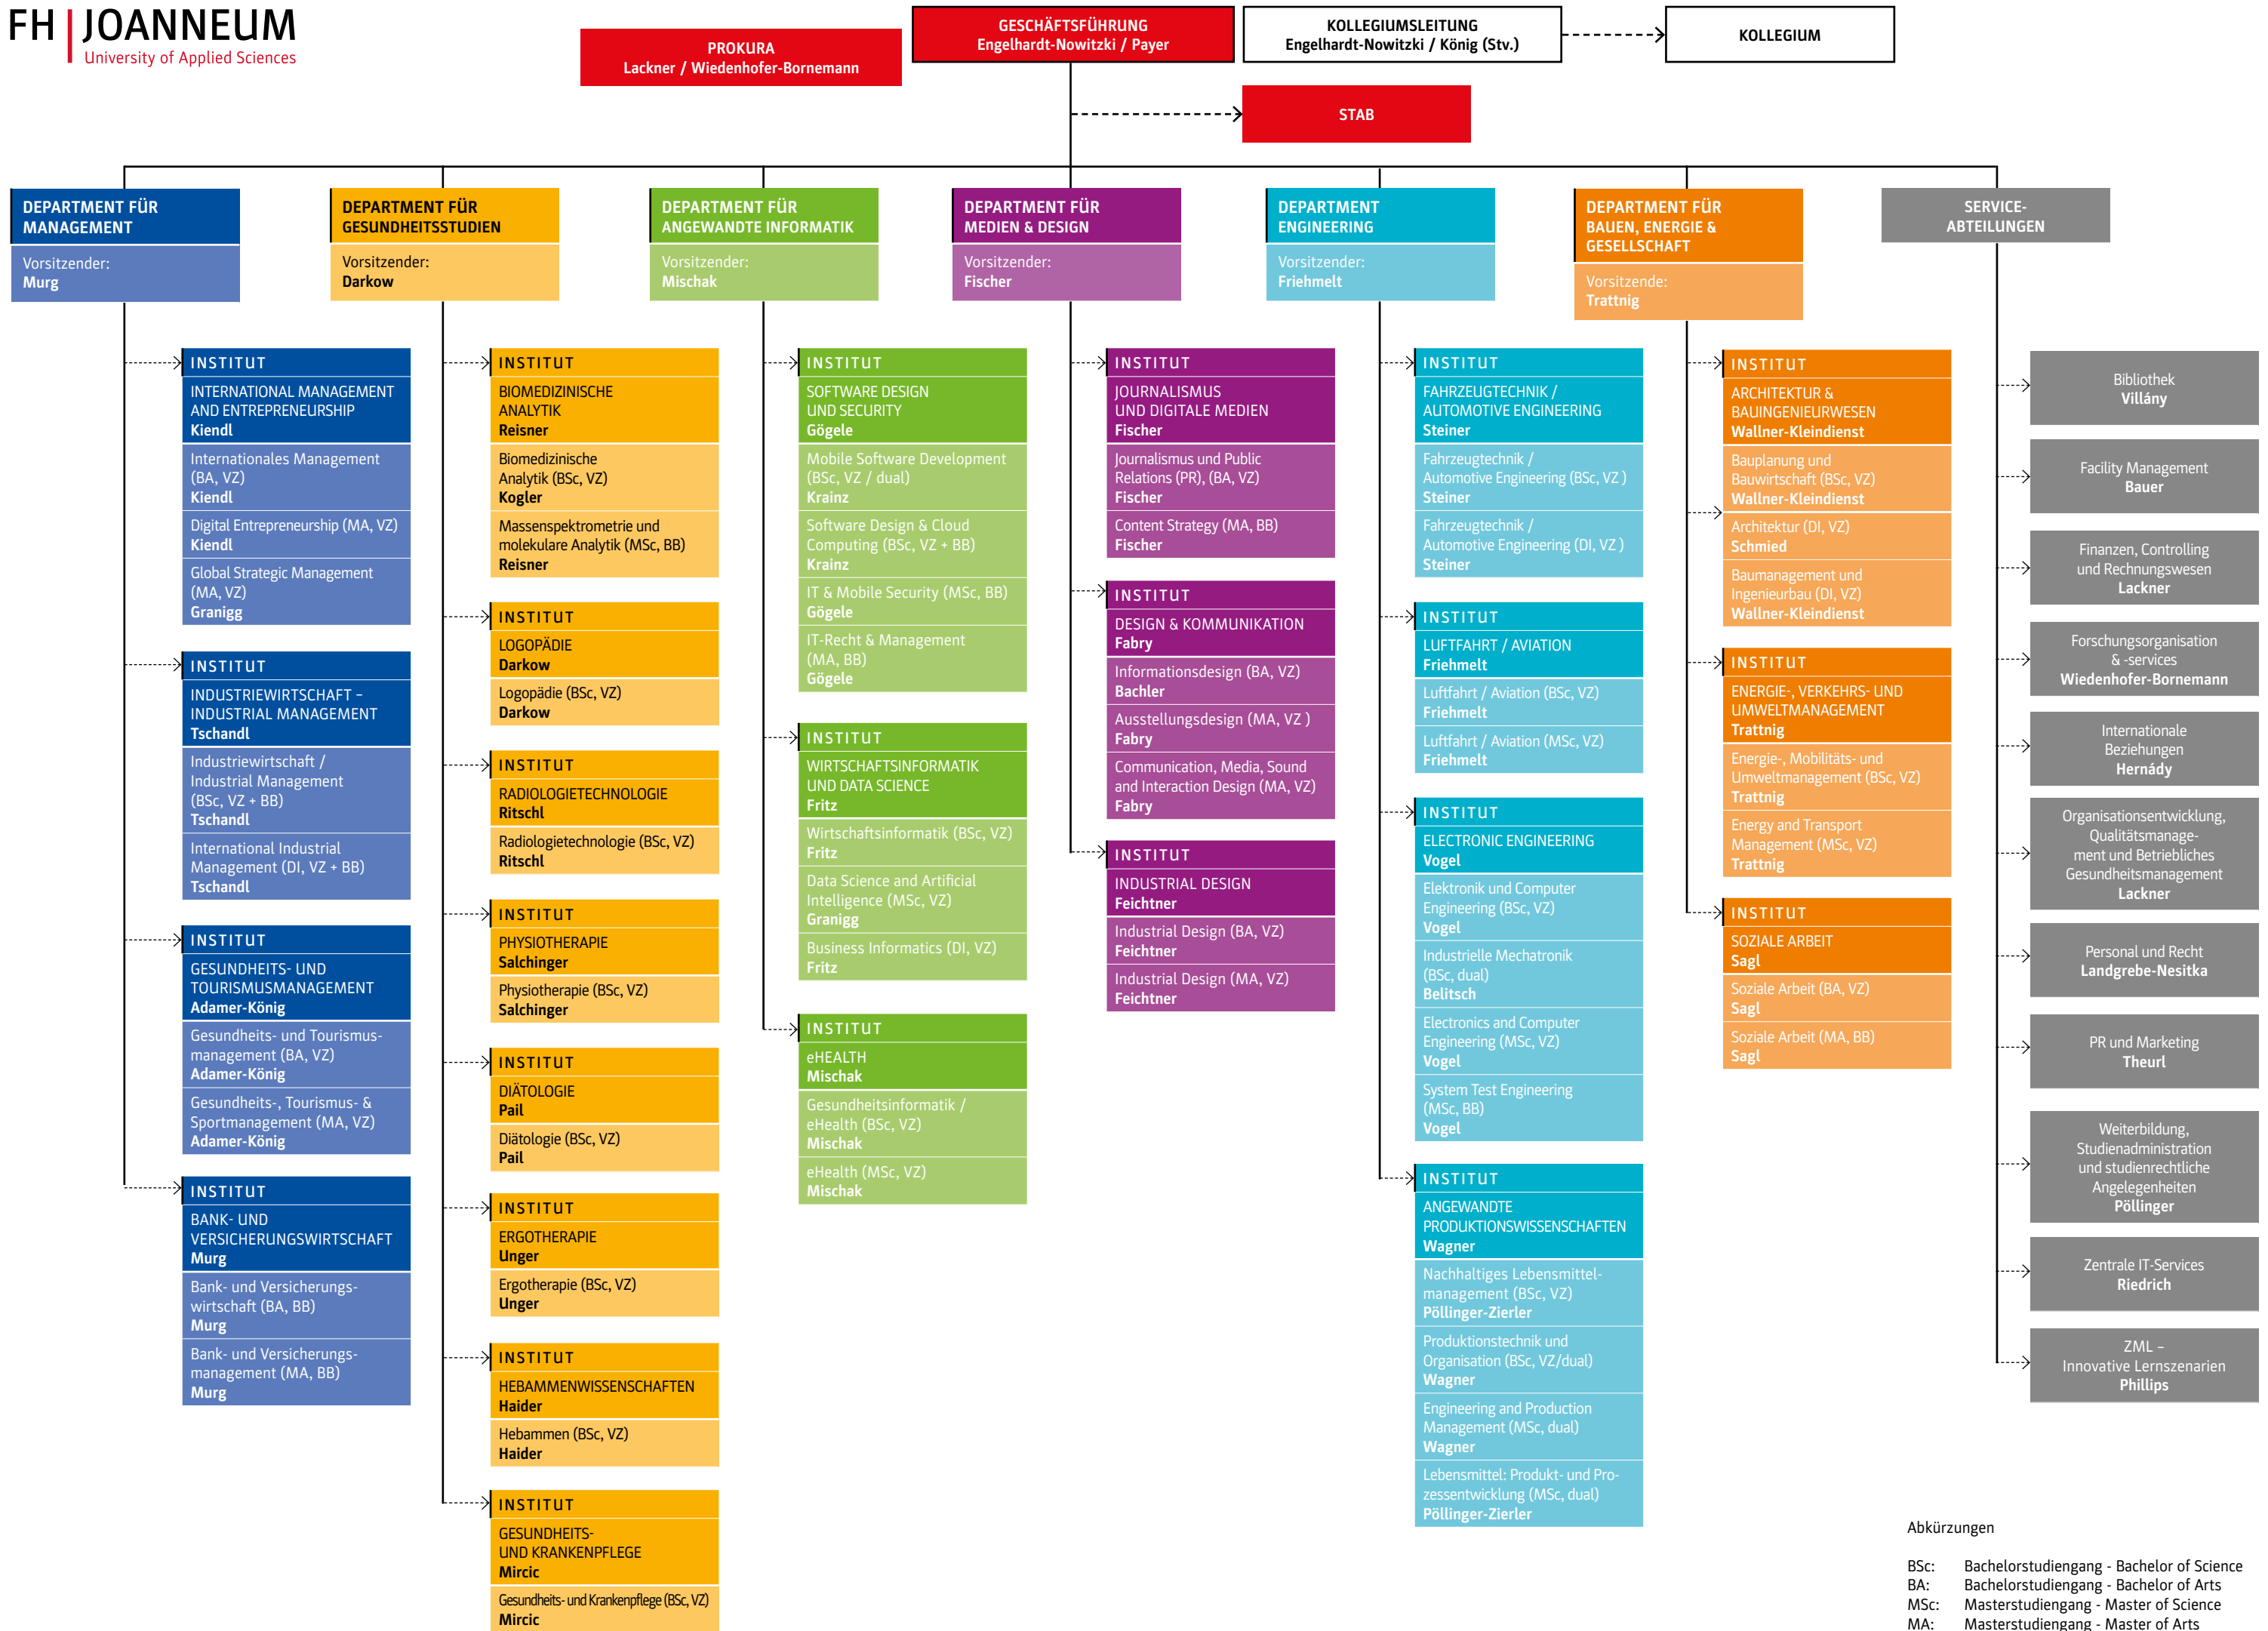 FH | JOANNEUM
University of Applied Sciences
PROKURA
Lackner / Wiedenhofer-Bornemann
GESCHÄFTSFÜHRUNG
Engelhardt-Nowitzki / Payer
KOLLEGIUMSLEITUNG
Engelhardt-Nowitzki / König (Stv.)
KOLLEGIUM
STAB
DEPARTMENT FÜR
MANAGEMENT
Vorsitzender:
Murg
INSTITUT
INTERNATIONAL MANAGEMENT
AND ENTREPRENEURSHIP
Kiendl
Internationales Management
(BA, VZ)
Kiendl
Digital Entrepreneurship (MA, VZ)
Kiendl
Global Strategic Management
(MA, VZ)
Granigg
INSTITUT
INDUSTRIEWIRTSCHAFT –
INDUSTRIAL MANAGEMENT
Tschandl
Industriewirtschaft /
Industrial Management
(BSc, VZ + BB)
Tschandl
International Industrial
Management (DI, VZ + BB)
Tschandl
INSTITUT
GESUNDHEITS- UND
TOURISMUSMANAGEMENT
Adamer-König
Gesundheits- und Tourismus-
management (BA, VZ)
Adamer-König
Gesundheits-, Tourismus- &
Sportmanagement (MA, VZ)
Adamer-König
INSTITUT
BANK- UND
VERSICHERUNGSWIRTSCHAFT
Murg
Bank- und Versicherungs-
wirtschaft (BA, BB)
Murg
Bank- und Versicherungs-
management (MA, BB)
Murg
DEPARTMENT FÜR
GESUNDHEITSSTUDIEN
Vorsitzender:
Darkow
INSTITUT
BIOMEDIZINISCHE
ANALYTIK
Reisner
Biomedizinische
Analytik (BSc, VZ)
Kogler
Massenspektrometrie und
molekulare Analytik (MSc, BB)
Reisner
INSTITUT
LOGOPÄDIE
Darkow
Logopädie (BSc, VZ)
Darkow
INSTITUT
RADIOLOGIETECHNOLOGIE
Ritschl
Radiologietechnologie (BSc, VZ)
Ritschl
INSTITUT
PHYSIOTHERAPIE
Salchinger
Physiotherapie (BSc, VZ)
Salchinger
INSTITUT
DIÄTOLOGIE
Pail
Diätologie (BSc, VZ)
Pail
INSTITUT
ERGOTHERAPIE
Unger
Ergotherapie (BSc, VZ)
Unger
INSTITUT
HEBAMMENWISSENSCHAFTEN
Haider
Hebammen (BSc, VZ)
Haider
INSTITUT
GESUNDHEITS-
UND KRANKENPFLEGE
Mircic
Gesundheits- und Krankenpflege (BSc, VZ)
Mircic
DEPARTMENT FÜR
ANGEWANDTE INFORMATIK
Vorsitzender:
Mischak
INSTITUT
SOFTWARE DESIGN
UND SECURITY
Gögele
Mobile Software Development
(BSc, VZ / dual)
Krainz
Software Design & Cloud
Computing (BSc, VZ + BB)
Krainz
IT & Mobile Security (MSc, BB)
Gögele
IT-Recht & Management
(MA, BB)
Gögele
INSTITUT
WIRTSCHAFTSINFORMATIK
UND DATA SCIENCE
Fritz
Wirtschaftsinformatik (BSc, VZ)
Fritz
Data Science and Artificial
Intelligence (MSc, VZ)
Granigg
Business Informatics (DI, VZ)
Fritz
INSTITUT
eHEALTH
Mischak
Gesundheitsinformatik /
eHealth (BSc, VZ)
Mischak
eHealth (MSc, VZ)
Mischak
DEPARTMENT FÜR
MEDIEN & DESIGN
Vorsitzender:
Fischer
INSTITUT
JOURNALISMUS
UND DIGITALE MEDIEN
Fischer
Journalismus und Public
Relations (PR), (BA, VZ)
Fischer
Content Strategy (MA, BB)
Fischer
INSTITUT
DESIGN & KOMMUNIKATION
Fabry
Informationsdesign (BA, VZ)
Bachler
Ausstellungsdesign (MA, VZ )
Fabry
Communication, Media, Sound
and Interaction Design (MA, VZ)
Fabry
INSTITUT
INDUSTRIAL DESIGN
Feichtner
Industrial Design (BA, VZ)
Feichtner
Industrial Design (MA, VZ)
Feichtner
DEPARTMENT
ENGINEERING
Vorsitzender:
Friehmelt
INSTITUT
FAHRZEUGTECHNIK /
AUTOMOTIVE ENGINEERING
Steiner
Fahrzeugtechnik /
Automotive Engineering (BSc, VZ )
Steiner
Fahrzeugtechnik /
Automotive Engineering (DI, VZ )
Steiner
INSTITUT
LUFTFAHRT / AVIATION
Friehmelt
Luftfahrt / Aviation (BSc, VZ)
Friehmelt
Luftfahrt / Aviation (MSc, VZ)
Friehmelt
INSTITUT
ELECTRONIC ENGINEERING
Vogel
Elektronik und Computer
Engineering (BSc, VZ)
Vogel
Industrielle Mechatronik
(BSc, dual)
Belitsch
Electronics and Computer
Engineering (MSc, VZ)
Vogel
System Test Engineering
(MSc, BB)
Vogel
INSTITUT
ANGEWANDTE
PRODUKTIONSWISSENSCHAFTEN
Wagner
Nachhaltiges Lebensmittel-
management (BSc, VZ)
Pöllinger-Zierler
Produktionstechnik und
Organisation (BSc, VZ/dual)
Wagner
Engineering and Production
Management (MSc, dual)
Wagner
Lebensmittel: Produkt- und Pro-
zessentwicklung (MSc, dual)
Pöllinger-Zierler
DEPARTMENT FÜR
BAUEN, ENERGIE &
GESELLSCHAFT
Vorsitzende:
Trattnig
INSTITUT
ARCHITEKTUR &
BAUINGENIEURWESEN
Wallner-Kleindienst
Bauplanung und
Bauwirtschaft (BSc, VZ)
Wallner-Kleindienst
Architektur (DI, VZ)
Schmied
Baumanagement und
Ingenieurbau (DI, VZ)
Wallner-Kleindienst
INSTITUT
ENERGIE-, VERKEHRS- UND
UMWELTMANAGEMENT
Trattnig
Energie-, Mobilitäts- und
Umweltmanagement (BSc, VZ)
Trattnig
Energy and Transport
Management (MSc, VZ)
Trattnig
INSTITUT
SOZIALE ARBEIT
Sagl
Soziale Arbeit (BA, VZ)
Sagl
Soziale Arbeit (MA, BB)
Sagl
SERVICE-
ABTEILUNGEN
Bibliothek
Villány
Facility Management
Bauer
Finanzen, Controlling
und Rechnungswesen
Lackner
Forschungsorganisation
& -services
Wiedenhofer-Bornemann
Internationale
Beziehungen
Hernády
Organisationsentwicklung,
Qualitätsmanage-
ment und Betriebliches
Gesundheitsmanagement
Lackner
Personal und Recht
Landgrebe-Nesitka
PR und Marketing
Theurl
Weiterbildung,
Studienadministration
und studienrechtliche
Angelegenheiten
Pöllinger
Zentrale IT-Services
Riedrich
ZML –
Innovative Lernszenarien
Phillips
Abkürzungen
BSc: Bachelorstudiengang - Bachelor of Science
BA: Bachelorstudiengang - Bachelor of Arts
MSc: Masterstudiengang - Master of Science
MA: Masterstudiengang - Master of Arts